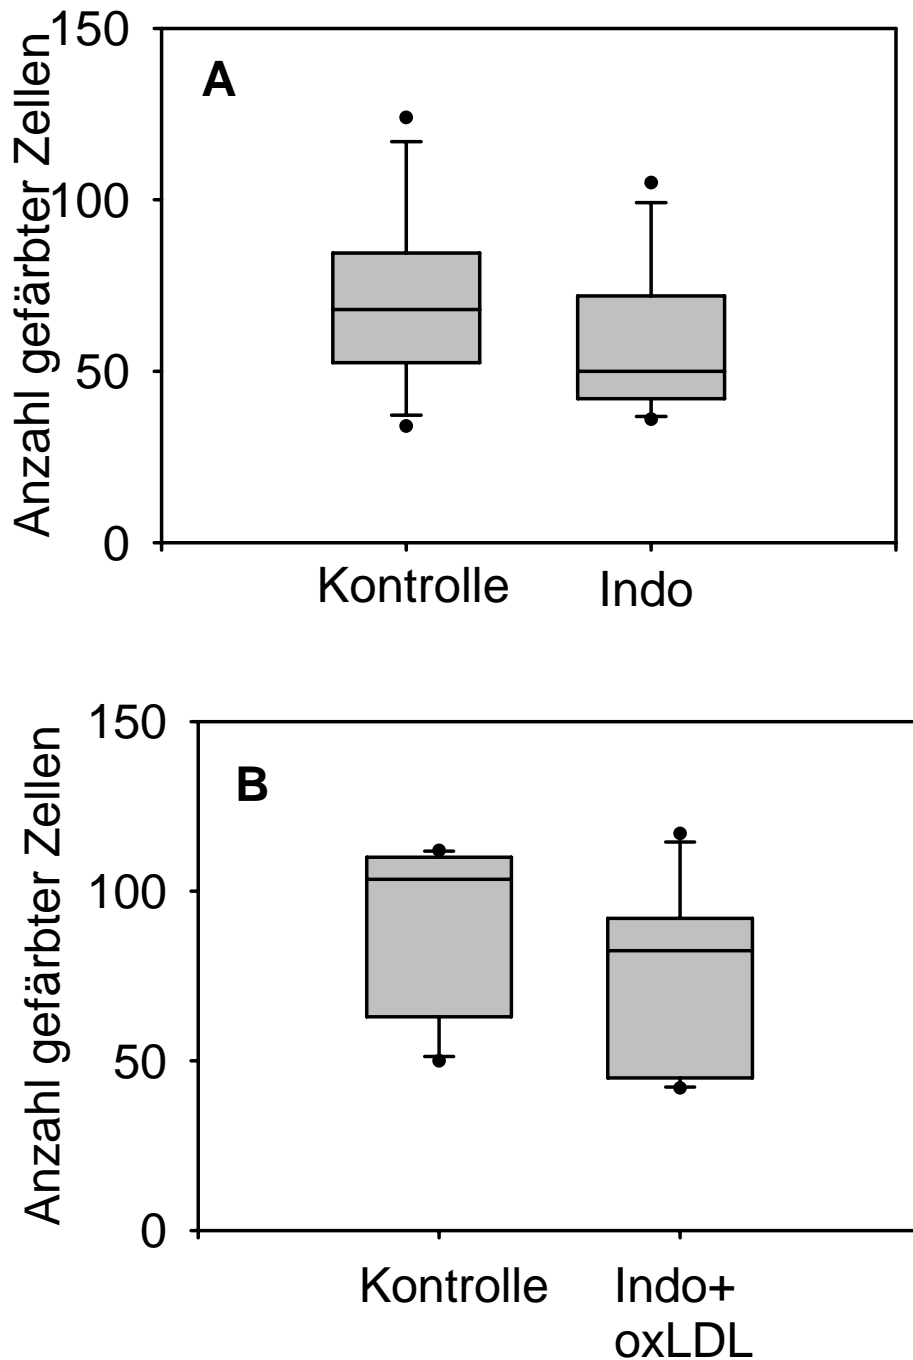 A
Anzahl gefärbter Zellen
150
100
50
0
Kontrolle
Indo
B
Anzahl gefärbter Zellen
150
100
50
0
Kontrolle
Indo+
oxLDL